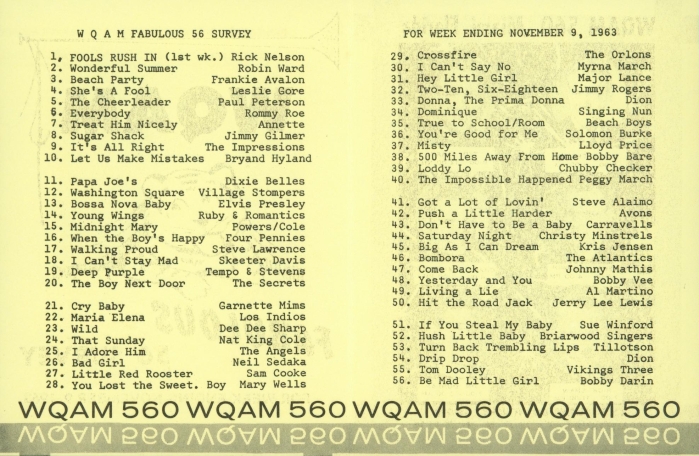 W Q A M FABULOUS 56 SURVEY
1, FOOLS RUSH IN (1st wk.) Rick Nelson
2. Wonderful Summer Robin Ward
3. Beach Party Frankie Avalon
4. She's A Fool Leslie Gore
5. The Cheerleader Paul Peterson
6. Everybody Rommy Roe
7. Treat Him Nicely Annette
8. Sugar Shack Jimmy Gilmer
9. It's All Right The Impressions
10. Let Us Make Mistakes Bryand Hyland
11. Papa Joe's Dixie Belles
12. Washington Square Village Stompers
13. Bossa Nova Baby Elvis Presley
14. Young Wings Ruby & Romantics
15. Midnight Mary Powers/Cole
16. When the Boy's Happy Four Pennies
17. Walking Proud Steve Lawrence
18. I Can't Stay Mad Skeeter Davis
19. Deep Purple Tempo & Stevens
20. The Boy Next Door The Secrets
21. Cry Baby Garnette Mims
22. Maria Elena Los Indios
23. Wild Dee Dee Sharp
24. That Sunday Nat King Cole
25. I Adore Him The Angels
26. Bad Girl Neil Sedaka
27. Little Red Rooster Sam Cooke
28. You Lost the Sweet. Boy Mary Wells
FOR WEEK ENDING NOVEMBER 9, 1963
29. Crossfire The Orlons
30. I Can't Say No Myrna March
31. Hey Little Girl Major Lance
32. Two-Ten, Six-Eighteen Jimmy Rogers
33. Donna, The Prima Donna Dion
34. Dominique Singing Nun
35. True to School/Room Beach Boys
36. You're Good for Me Solomon Burke
37. Misty Lloyd Price
38. 500 Miles Away From Home Bobby Bare
39. Loddy Lo Chubby Checker
40. The Impossible Happened Peggy March
41. Got a Lot of Lovin' Steve Alaimo
42. Push a Little Harder Avons
43. Don't Have to Be a Baby Carravells
44. Saturday Night Christy Minstrels
45. Big As I Can Dream Kris Jensen
46. Bombora The Atlantics
47. Come Back Johnny Mathis
48. Yesterday and You Bobby Vee
49. Living a Lie Al Martino
50. Hit the Road Jack Jerry Lee Lewis
51. If You Steal My Baby Sue Winford
52. Hush Little Baby Briarwood Singers
53. Turn Back Trembling Lips Tillotson
54. Drip Drop Dion
55. Tom Dooley Vikings Three
56. Be Mad Little Girl Bobby Darin
WQAM 560 WQAM 560 WQAM 560 WQAM 560
WQAM 560 WQAM 560 WQAM 560 WQAM 560